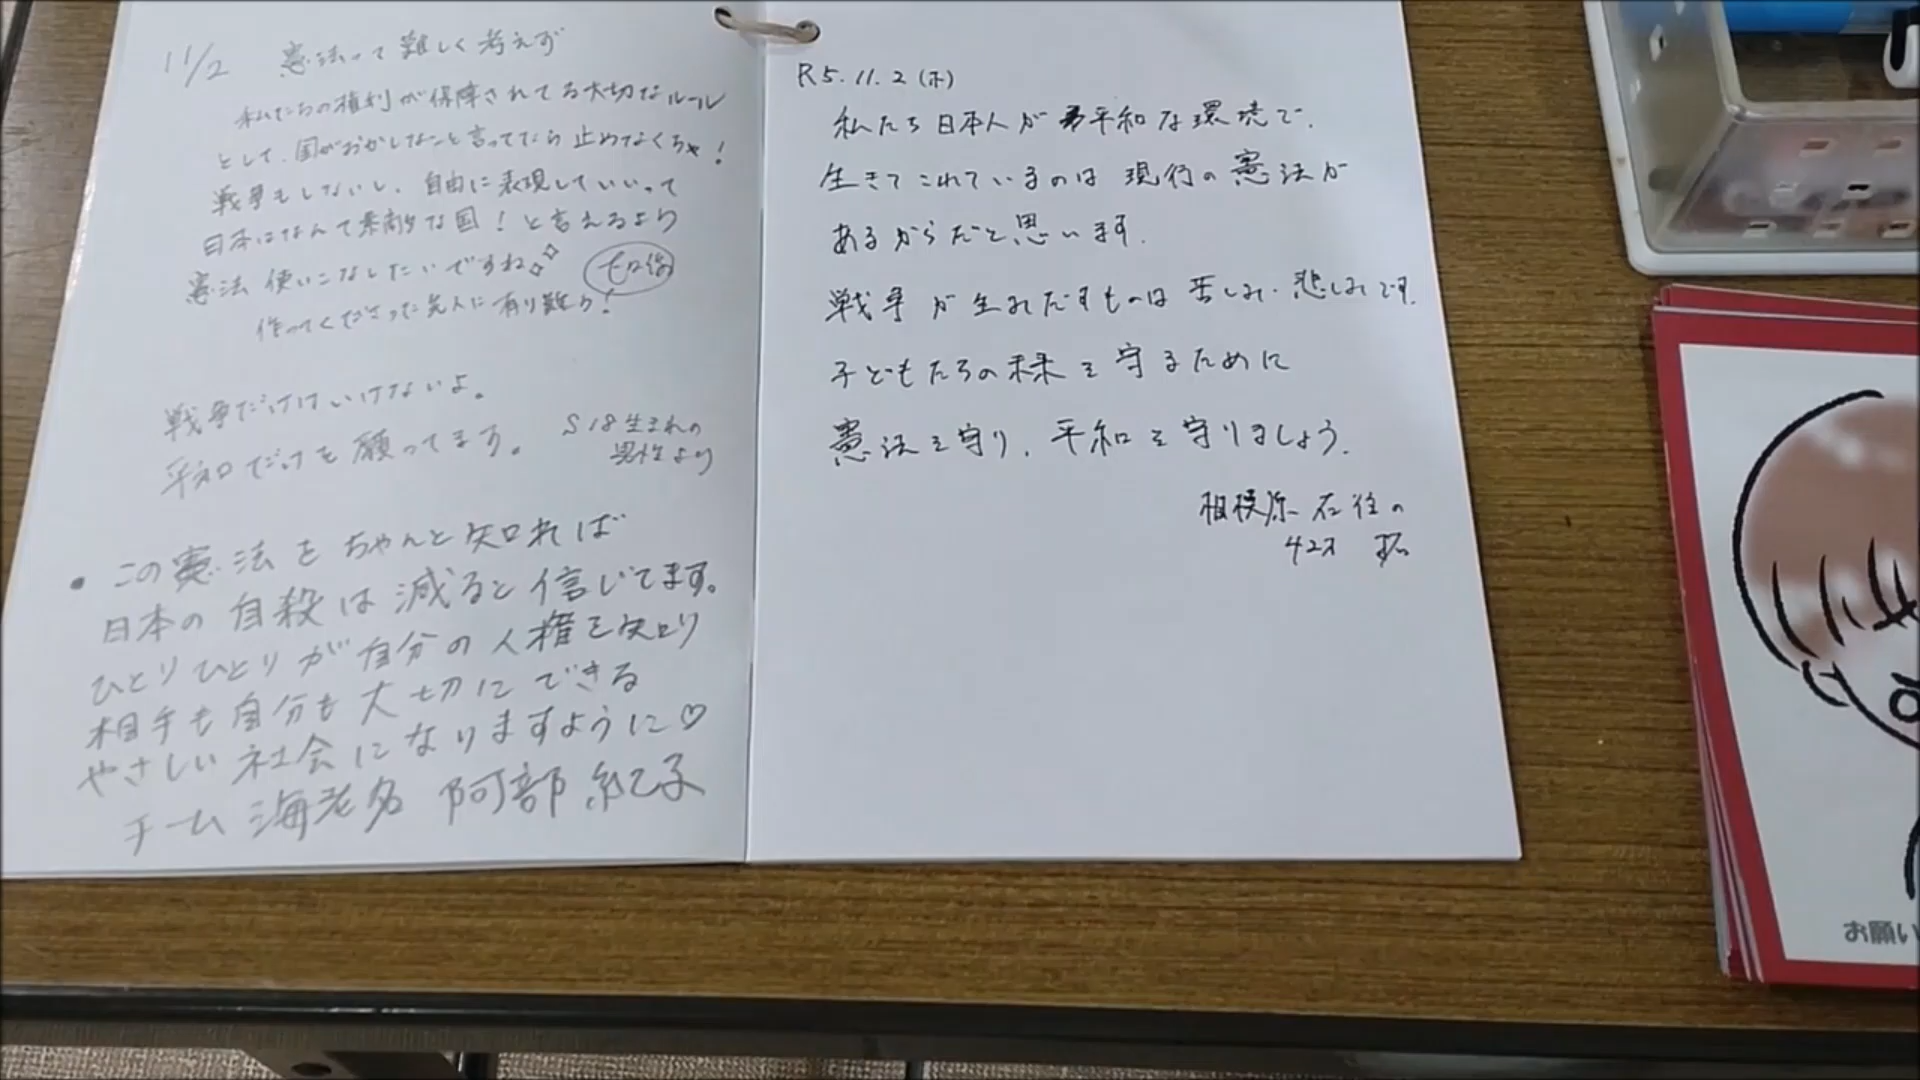 11/2 憲法って難しく考えず
私たちの権利が保障されてる大切なルール
として、国がおかしなこと言ってたら止めなくちゃ!
戦争もしないし、自由に表現していいって
日本はなんて素敵な国!と言えるより
憲法使いこなしたいですね
作ってくださった先人に有り難う!
戦争だけはいけないよ。
平和だけを願ってます。
S18生まれの
男性より
・この憲法をちゃんと知れば
日本の自殺は減ると信じてます。
ひとりひとりが自分の人権を知り
相手も自分も大切にできる
やさしい社会になりますように♡
チーム海老名 阿部 紀子
R5.11.2(木)
私たち日本人が平和な環境で、
生きてこれているのは現行の憲法が
あるからだと思います。
戦争が生みだすものは苦しみ・悲しみです。
子どもたちの未来を守るために
憲法を守り、平和を守りましょう。
相模原在住の
42才
お願い